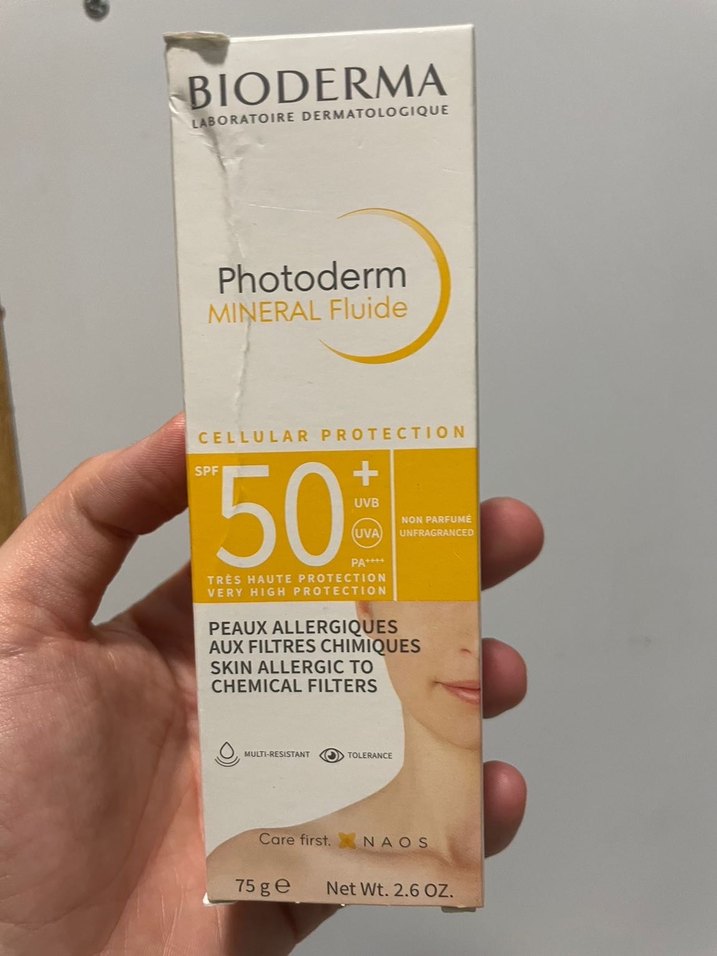 BIODERMA
LABORATOIRE DERMATOLOGIQUE
Photoderm
MINERAL Fluide
CELLULAR PROTECTION
SPF 50+
UVB
UVA
PA++++
TRÈS HAUTE PROTECTION
VERY HIGH PROTECTION
NON PARFUMÉ
UNFRAGRANCED
PEAUX ALLERGIQUES
AUX FILTRES CHIMIQUES
SKIN ALLERGIC TO
CHEMICAL FILTERS
MULTI-RESISTANT TOLERANCE
Care first. NAOS
75 g e Net Wt. 2.6 OZ.